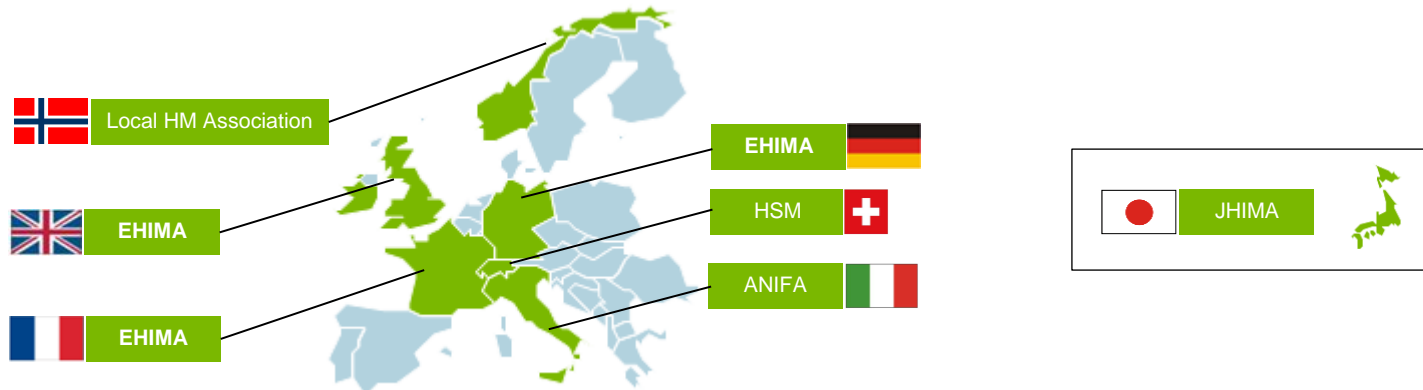 Local HM Association
EHIMA
EHIMA
EHIMA
HSM
ANIFA
JHIMA